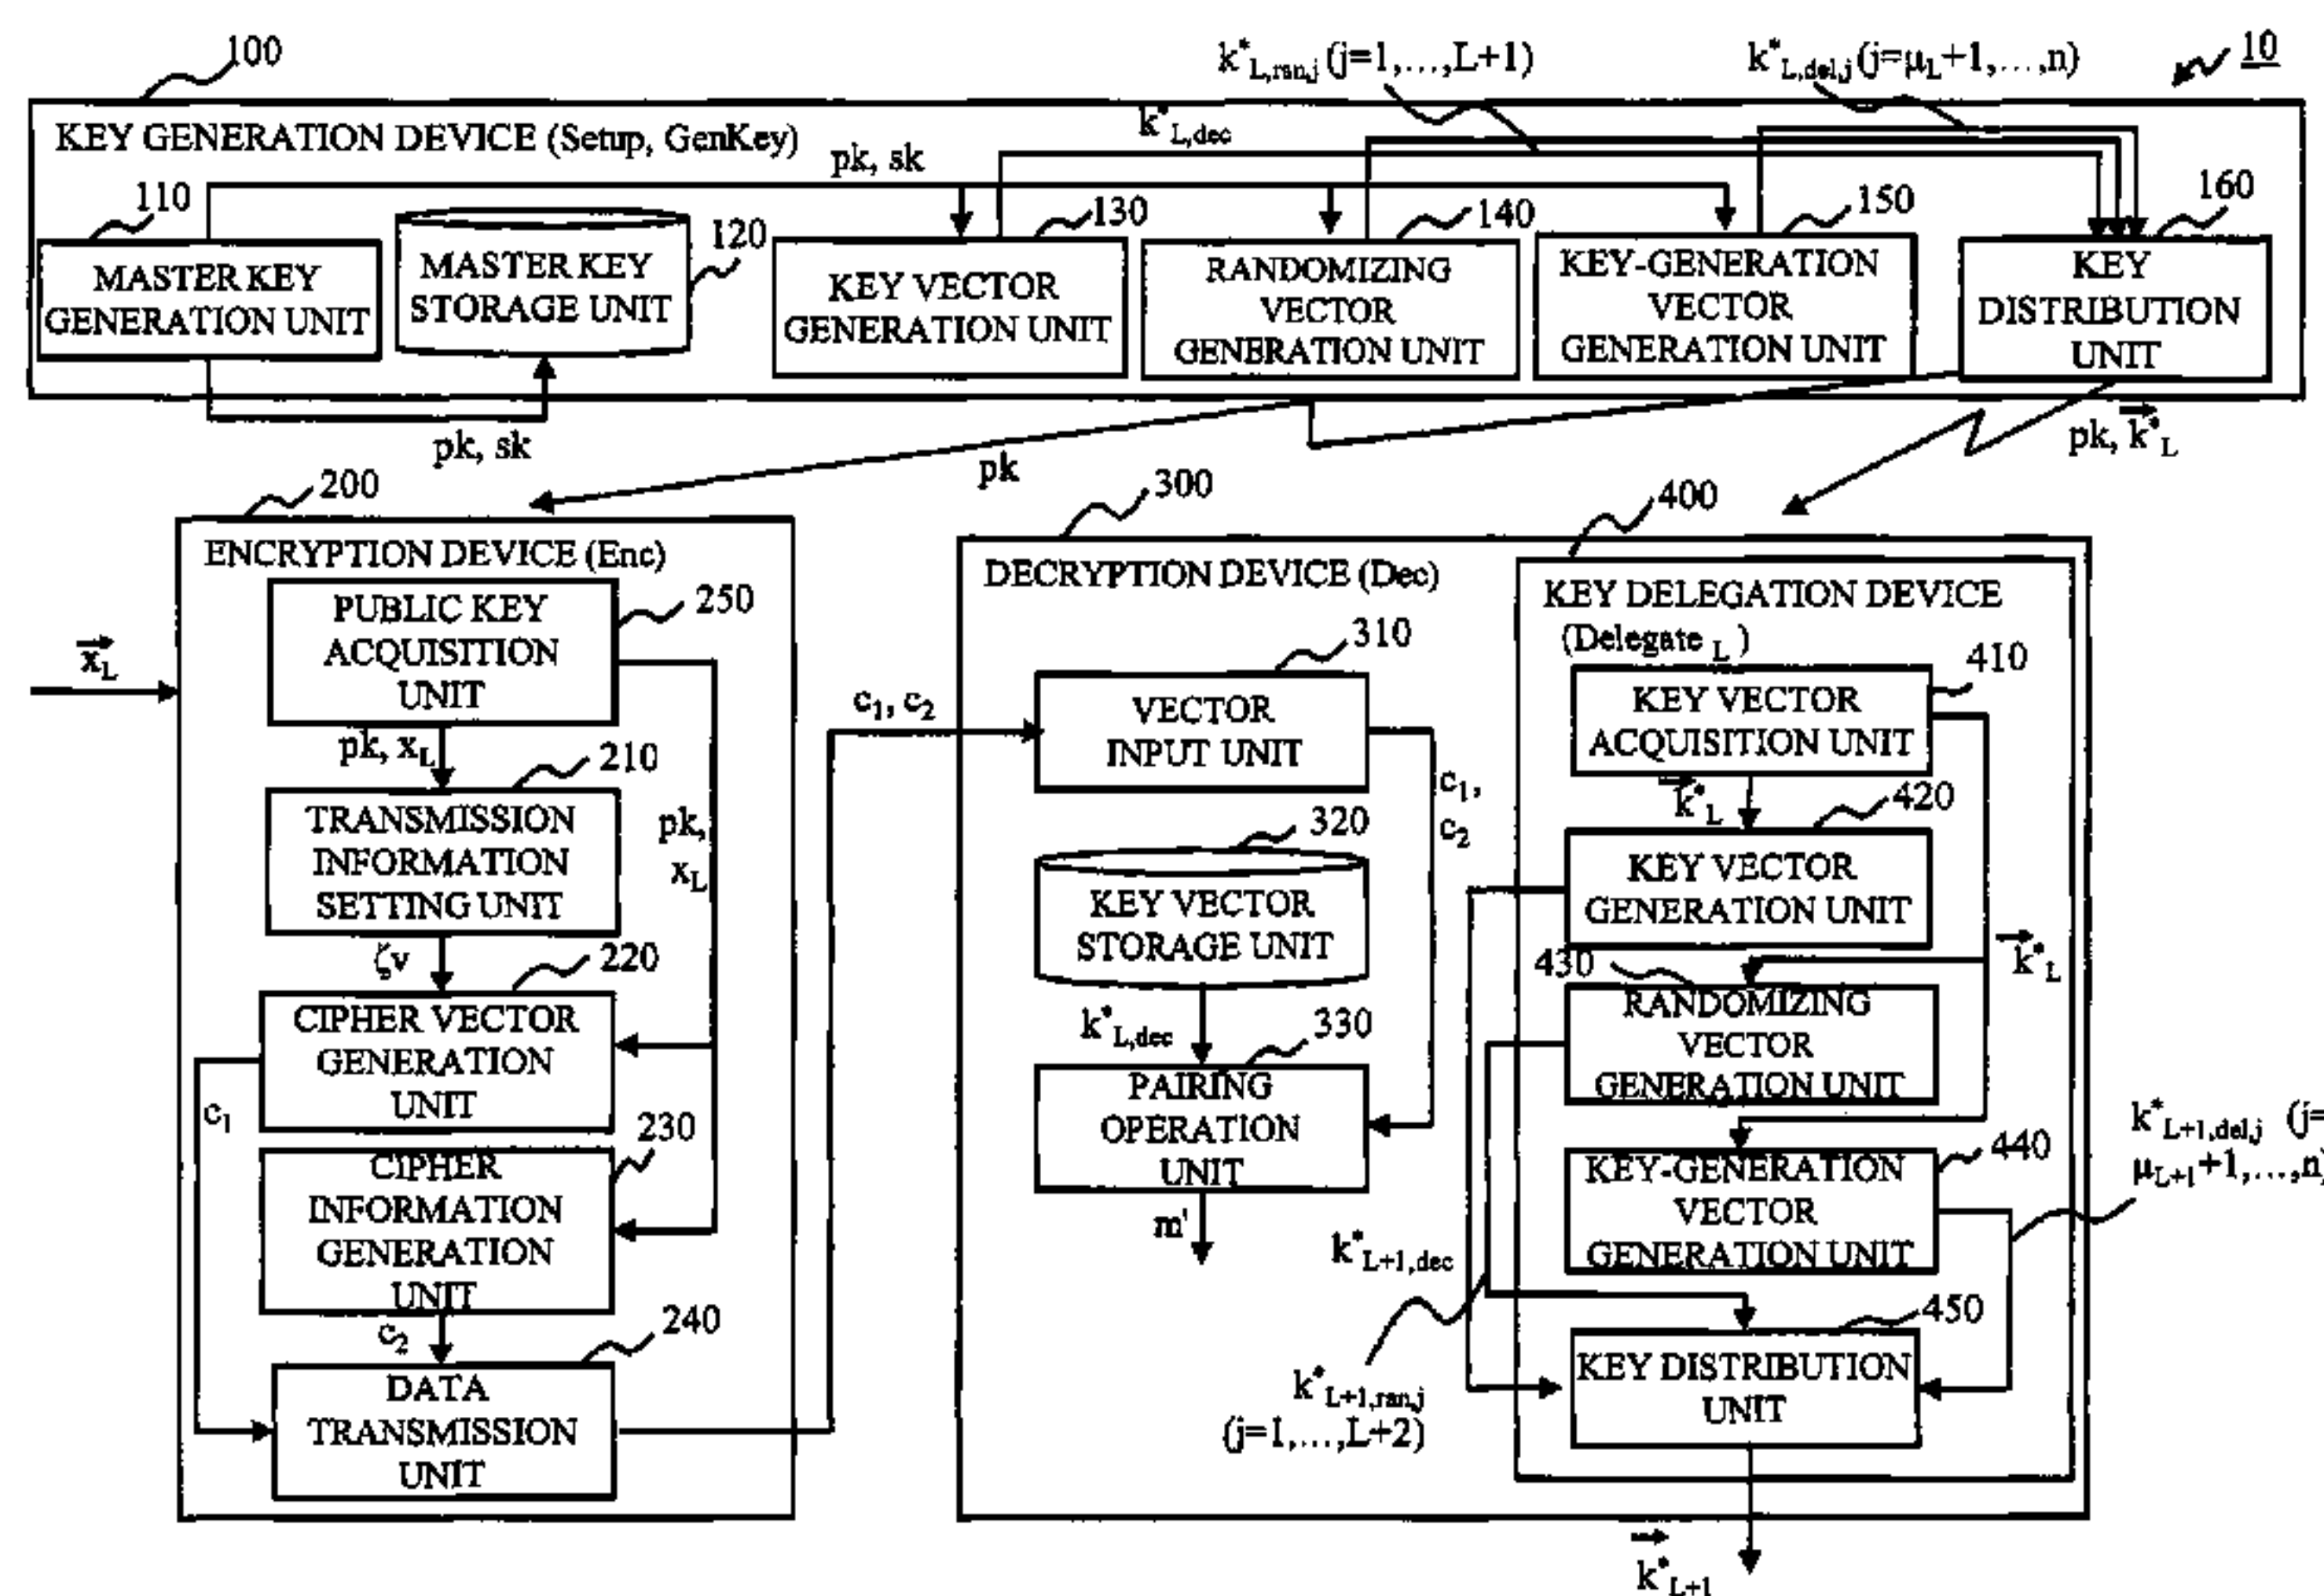 100
k*L,ran,j (j=1,...,L+1)
k*L,del,j (j=μL+1,...,n)
10
KEY GENERATION DEVICE (Setup, GenKey)
k*L,dec
pk, sk
110
120
130
140
150
160
MASTER KEY
GENERATION UNIT
MASTER KEY
STORAGE UNIT
KEY VECTOR
GENERATION UNIT
RANDOMIZING
VECTOR
GENERATION UNIT
KEY-GENERATION
VECTOR
GENERATION UNIT
KEY
DISTRIBUTION
UNIT
pk, sk
pk
pk, k*L
200
ENCRYPTION DEVICE (Enc)
xL
PUBLIC KEY
ACQUISITION
UNIT
250
pk, xL
210
TRANSMISSION
INFORMATION
SETTING UNIT
pk,
xL
ζv
220
CIPHER VECTOR
GENERATION
UNIT
c1
230
CIPHER
INFORMATION
GENERATION
UNIT
c2
240
DATA
TRANSMISSION
UNIT
c1, c2
300
DECRYPTION DEVICE (Dec)
310
VECTOR
INPUT UNIT
c1,
c2
320
KEY VECTOR
STORAGE UNIT
k*L,dec
330
PAIRING
OPERATION
UNIT
m'
400
KEY DELEGATION DEVICE
(Delegate L)
410
KEY VECTOR
ACQUISITION UNIT
k*L
420
KEY VECTOR
GENERATION UNIT
k*L
430
RANDOMIZING
VECTOR
GENERATION UNIT
440
KEY-GENERATION
VECTOR
GENERATION UNIT
k*L+1,del,j (j=
μL+1+1,...,n)
k*L+1,dec
k*L+1,ran,j
(j=1,...,L+2)
450
KEY DISTRIBUTION
UNIT
k*L+1